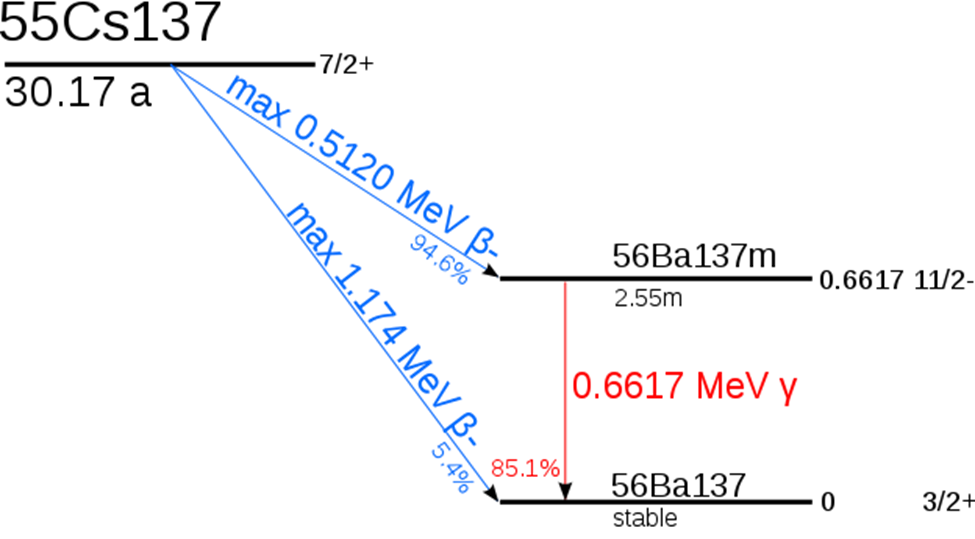 55Cs137
7/2+
30.17 a
max 0.5120 MeV β-
94.6%
max 1.174 MeV β-
5.4%
56Ba137m
0.6617 11/2-
2.55m
0.6617 MeV γ
85.1%
56Ba137
0 3/2+
stable